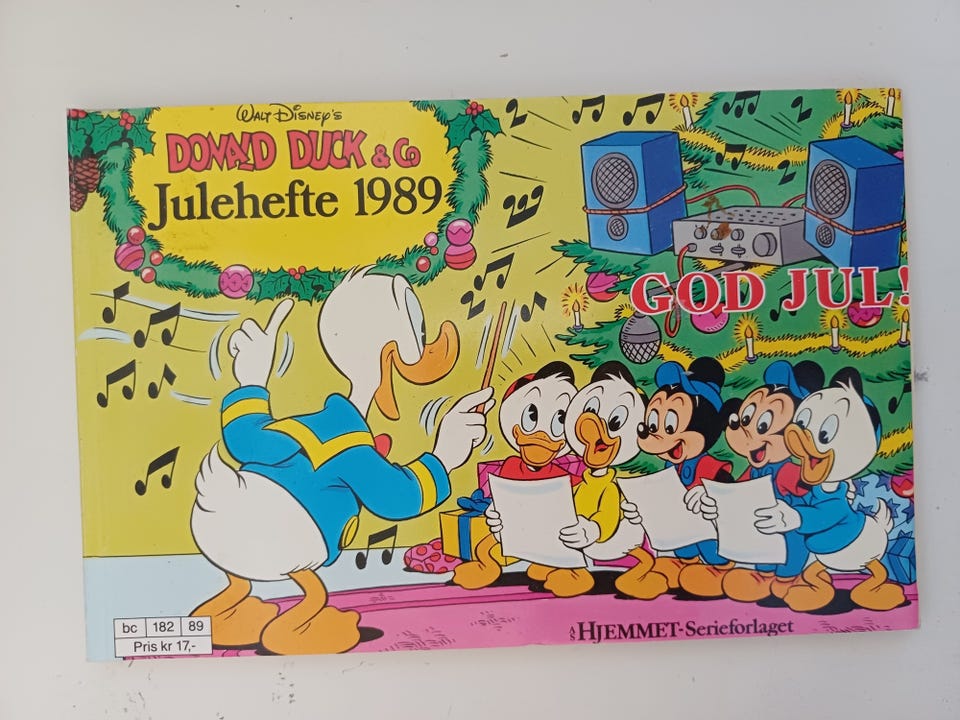 WALT DISNEY'S
DONALD DUCK & Co
Julehefte 1989
GOD JUL!
bc 182 89
Pris kr 17,-
HJEMMET-Serieforlaget